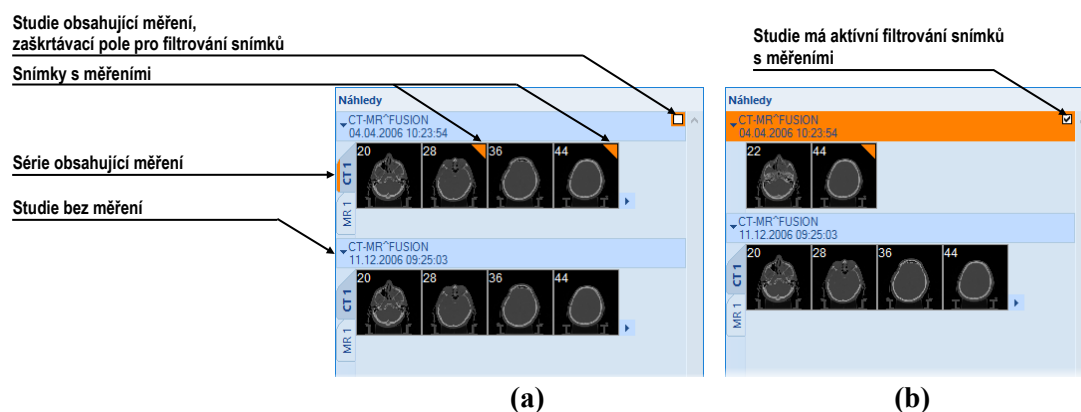 Studie obsahující měření,
zaškrtávací pole pro filtrování snímků
Snímky s měřeními
Série obsahující měření
Studie bez měření
Náhledy
CT-MR^FUSION
04.04.2006 10:23:54
20 28 36 44
CT 1
MR 1
CT-MR^FUSION
11.12.2006 09:25:03
20 28 36 44
CT 1
MR 1
(a)
Studie má aktívní filtrování snímků
s měřeními
Náhledy
CT-MR^FUSION
04.04.2006 10:23:54
22 44
CT-MR^FUSION
11.12.2006 09:25:03
20 28 36 44
CT 1
MR 1
(b)